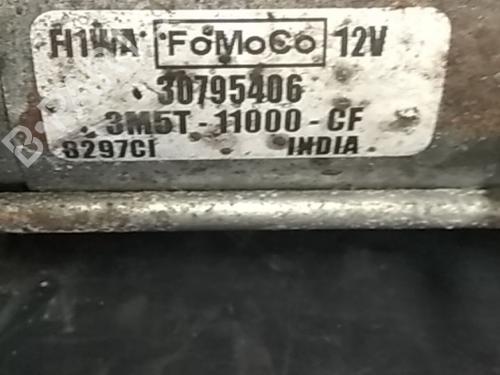 FoMoCo 12V
30795406
3M5T-11000-CF
8297CI INDIA